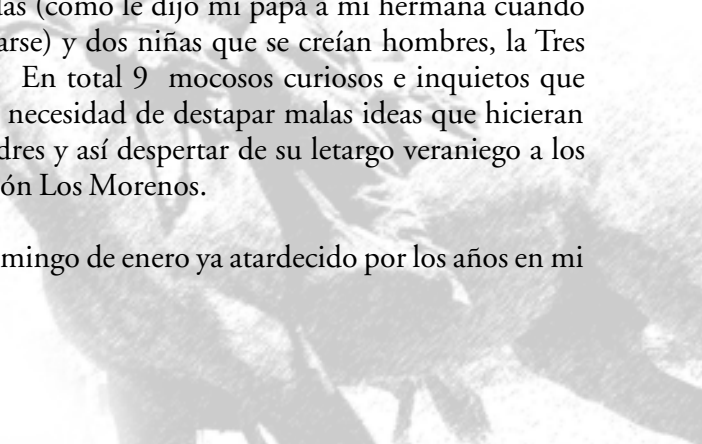 das (como le dijo mi papá a mi hermana cuando
arse) y dos niñas que se creían hombres, la Tres
En total 9 mocosos curiosos e inquietos que
necesidad de destapar malas ideas que hicieran
dres y así despertar de su letargo veraniego a los
ón Los Morenos.
mingo de enero ya atardecido por los años en mi